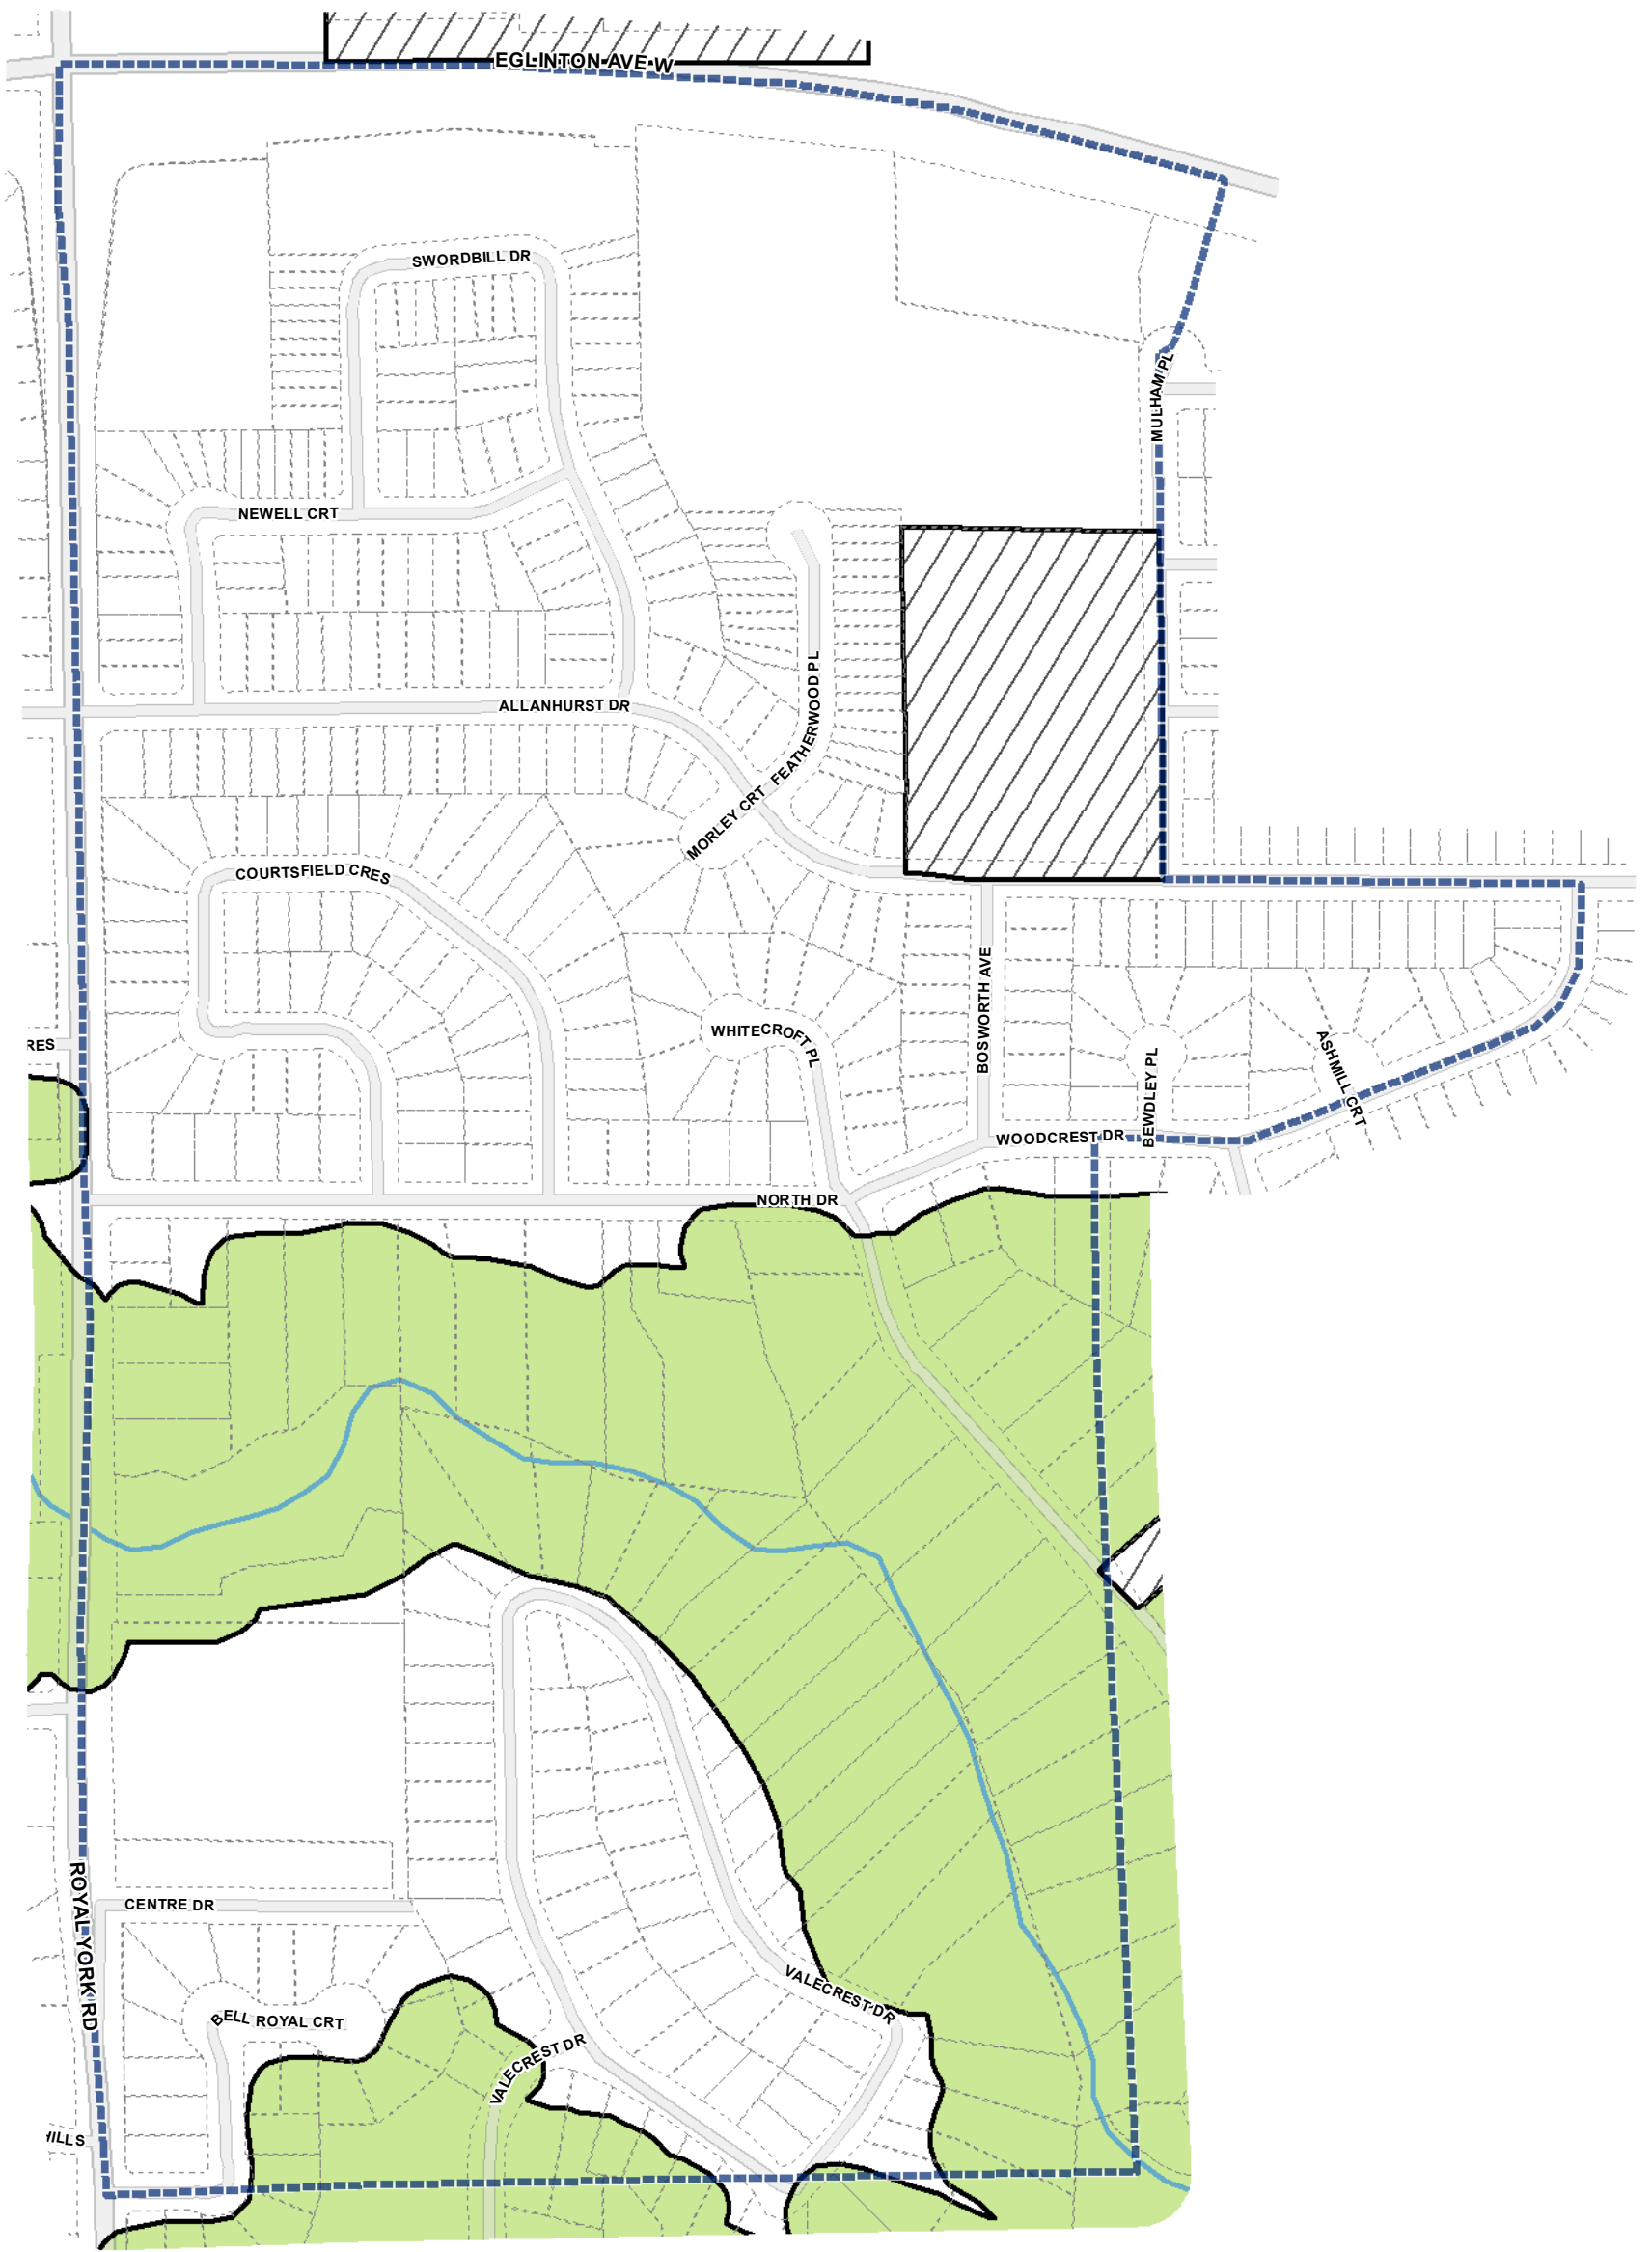 EGLINTON AVE W
SWORDBILL DR
MULHAM PL
NEWELL CRT
ALLANHURST DR
FEATHERWOOD PL
MORLEY CRT
COURTSFIELD CRES
WHITECROFT PL
BOSWORTH AVE
RES
BEWDLEY PL
ASHMILL CRT
WOODCREST DR
NORTH DR
ROYAL YORK RD
CENTRE DR
VALECREST DR
BELL ROYAL CRT
VALECREST DR
HILLS